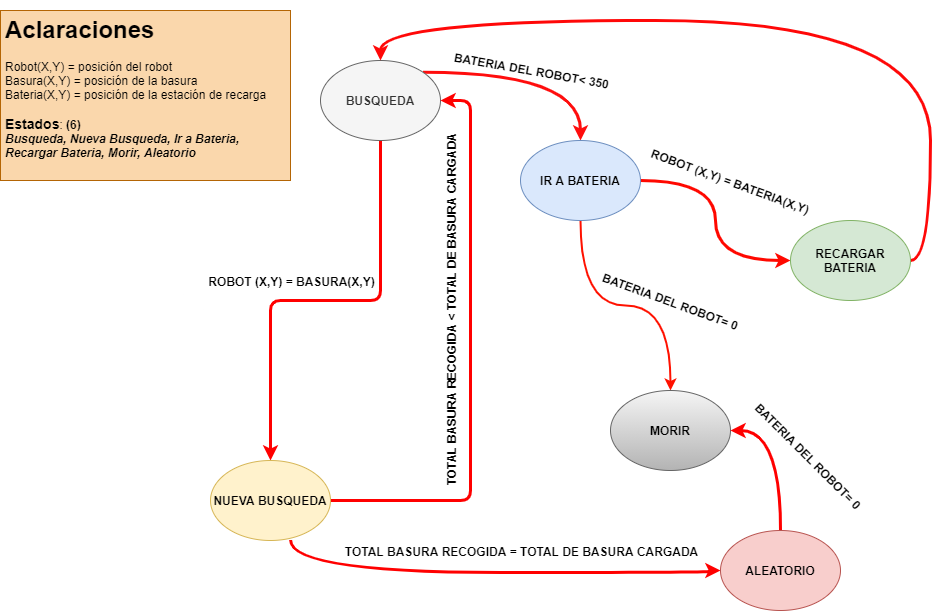 Aclaraciones
Robot(X,Y) = posición del robot
Basura(X,Y) = posición de la basura
Bateria(X,Y) = posición de la estación de recarga
Estados: (6)
Busqueda, Nueva Busqueda, Ir a Bateria,
Recargar Bateria, Morir, Aleatorio
BUSQUEDA
BATERIA DEL ROBOT< 350
IR A BATERIA
ROBOT (X,Y) = BATERIA(X,Y)
RECARGAR
BATERIA
ROBOT (X,Y) = BASURA(X,Y)
TOTAL BASURA RECOGIDA < TOTAL DE BASURA CARGADA
BATERIA DEL ROBOT= 0
MORIR
BATERIA DEL ROBOT= 0
NUEVA BUSQUEDA
TOTAL BASURA RECOGIDA = TOTAL DE BASURA CARGADA
ALEATORIO